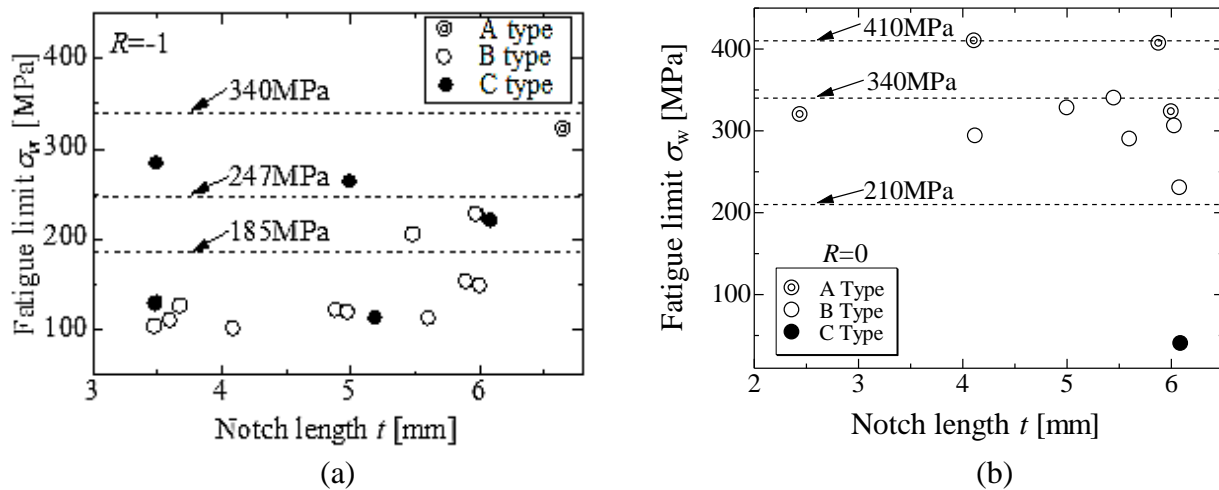 R=-1
A type
B type
C type
340MPa
247MPa
185MPa
Fatigue limit σw [MPa]
400
300
200
100
3
4
5
6
Notch length t [mm]
(a)
410MPa
340MPa
210MPa
R=0
A Type
B Type
C Type
Fatigue limit σw [MPa]
400
300
200
100
2
3
4
5
6
Notch length t [mm]
(b)